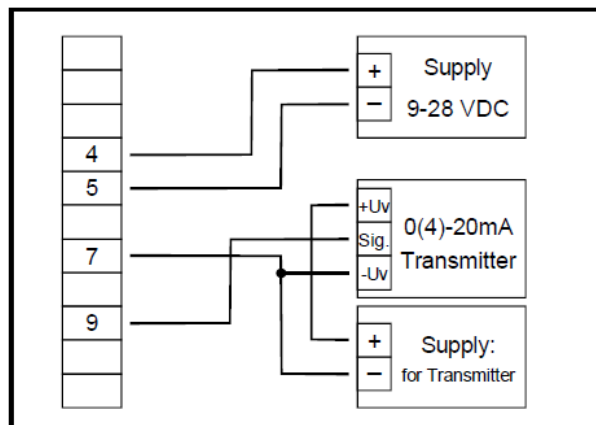 4
5
7
9
+
−
Supply
9-28 VDC
+Uv
Sig.
-Uv
0(4)-20mA
Transmitter
+
−
Supply:
for Transmitter